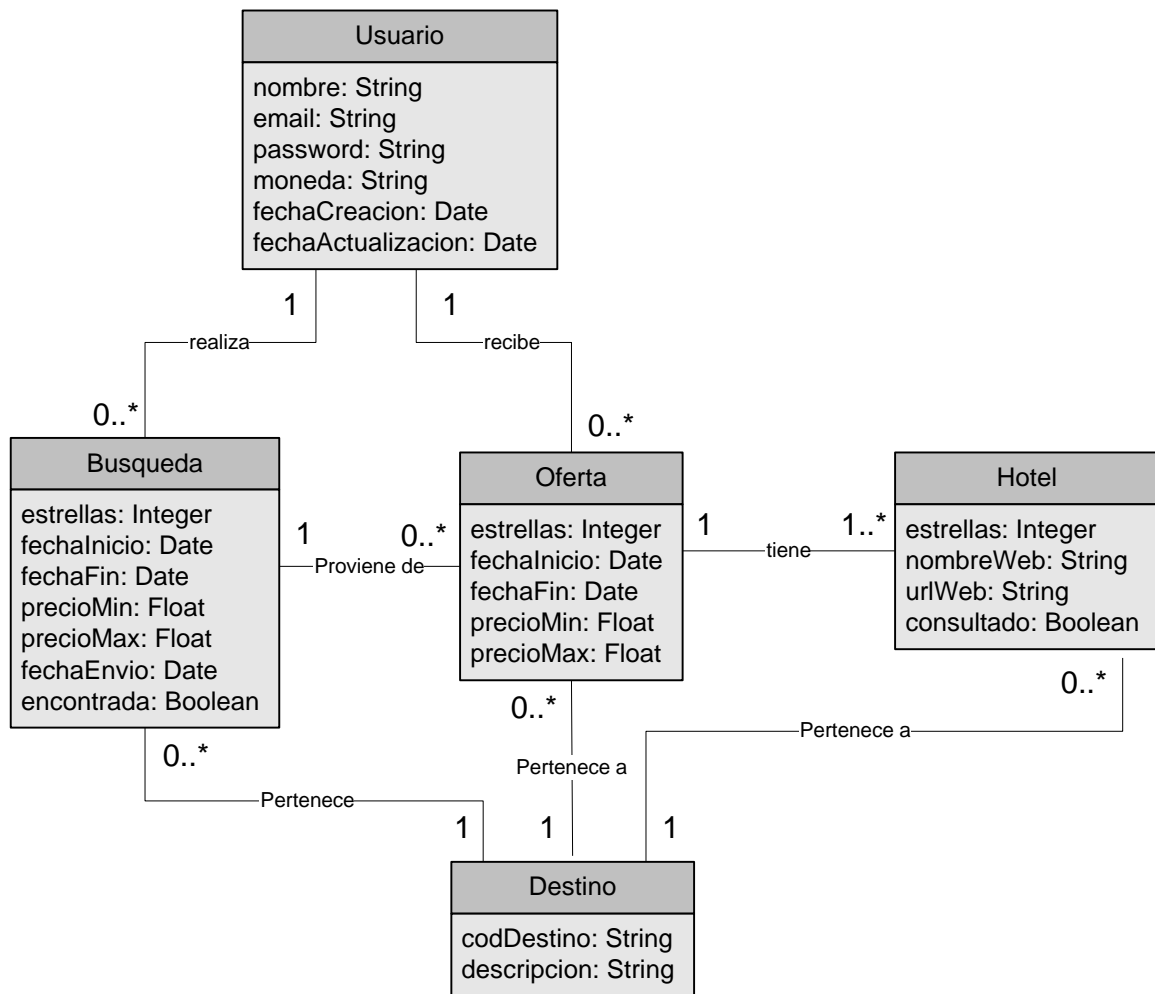 Usuario
nombre: String
email: String
password: String
moneda: String
fechaCreacion: Date
fechaActualizacion: Date
1
1
realiza
recibe
0..*
0..*
Busqueda
estrellas: Integer
fechaInicio: Date
fechaFin: Date
precioMin: Float
precioMax: Float
fechaEnvio: Date
encontrada: Boolean
1
Proviene de
0..*
Oferta
estrellas: Integer
fechaInicio: Date
fechaFin: Date
precioMin: Float
precioMax: Float
1
tiene
1..*
Hotel
estrellas: Integer
nombreWeb: String
urlWeb: String
consultado: Boolean
0..*
0..*
0..*
Pertenece
Pertenece a
Pertenece a
1
1
1
Destino
codDestino: String
descripcion: String